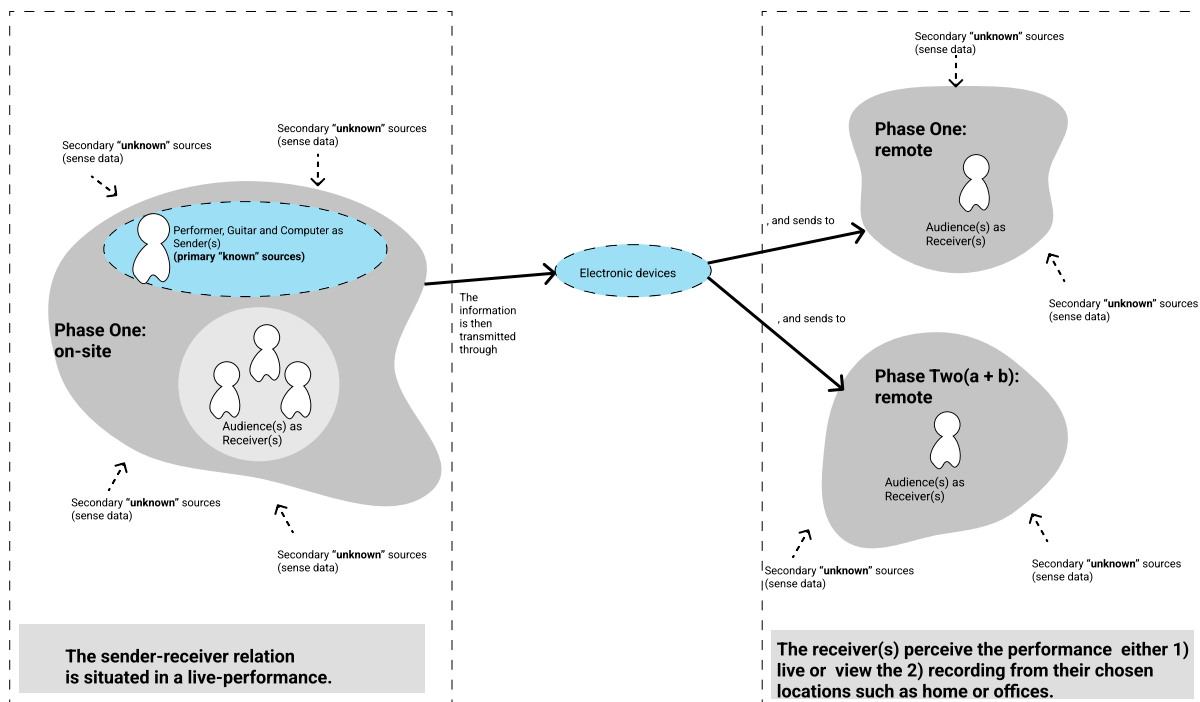 Secondary “unknown” sources
(sense data)
Secondary “unknown” sources
(sense data)
Performer, Guitar and Computer as
Sender(s)
(primary “known” sources)
Phase One:
on-site
Audience(s) as
Receiver(s)
Secondary “unknown” sources
(sense data)
Secondary “unknown” sources
(sense data)
The sender-receiver relation
is situated in a live-performance.
The
information
is then
transmitted
through
Electronic devices
, and sends to
, and sends to
Secondary “unknown” sources
(sense data)
Phase One:
remote
Audience(s) as
Receiver(s)
Secondary “unknown” sources
(sense data)
Phase Two(a + b):
remote
Audience(s) as
Receiver(s)
Secondary “unknown” sources
(sense data)
Secondary “unknown” sources
(sense data)
The receiver(s) perceive the performance  either 1)
live or  view the 2) recording from their chosen
locations such as home or offices.